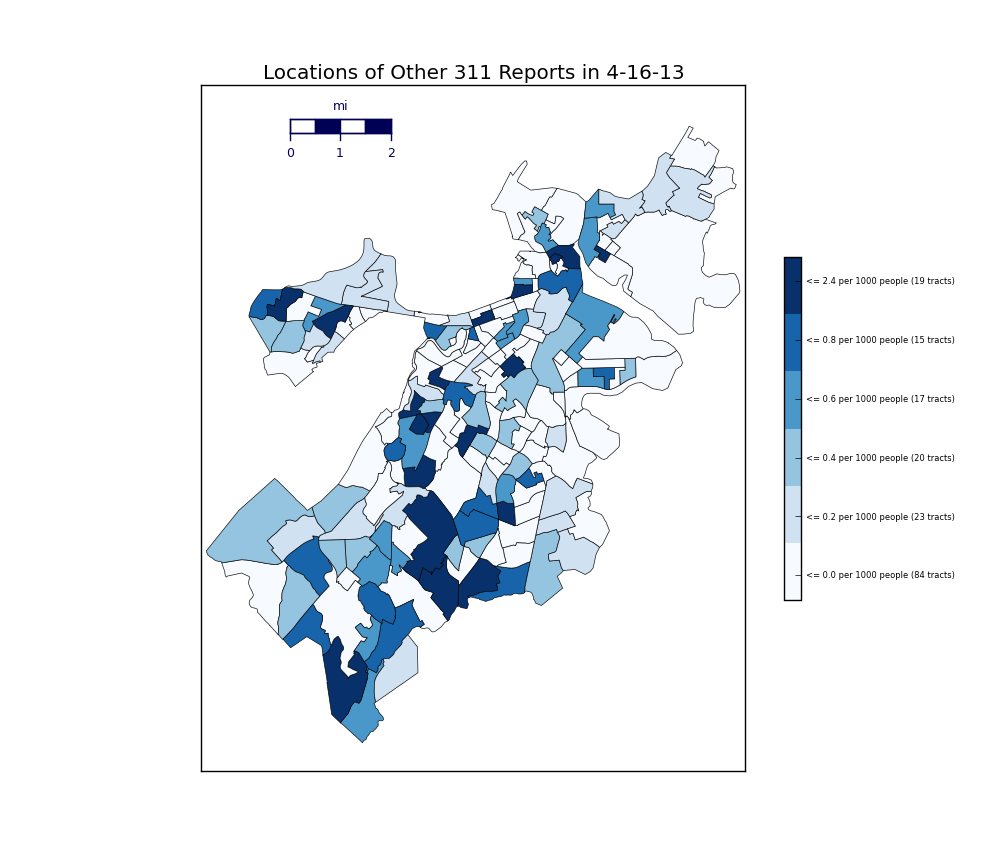 Locations of Other 311 Reports in 4-16-13
mi
0 1 2
<= 2.4 per 1000 people (19 tracts)
<= 0.8 per 1000 people (15 tracts)
<= 0.6 per 1000 people (17 tracts)
<= 0.4 per 1000 people (20 tracts)
<= 0.2 per 1000 people (23 tracts)
<= 0.0 per 1000 people (84 tracts)